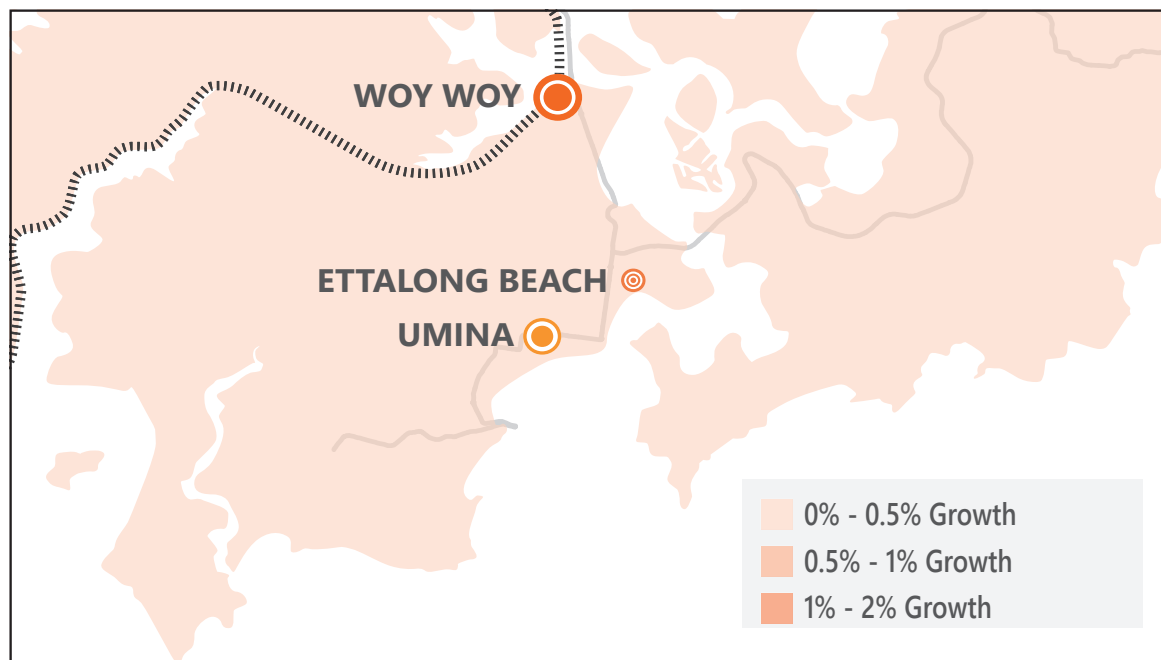 WOY WOY
ETTALONG BEACH
UMINA
0% - 0.5% Growth
0.5% - 1% Growth
1% - 2% Growth